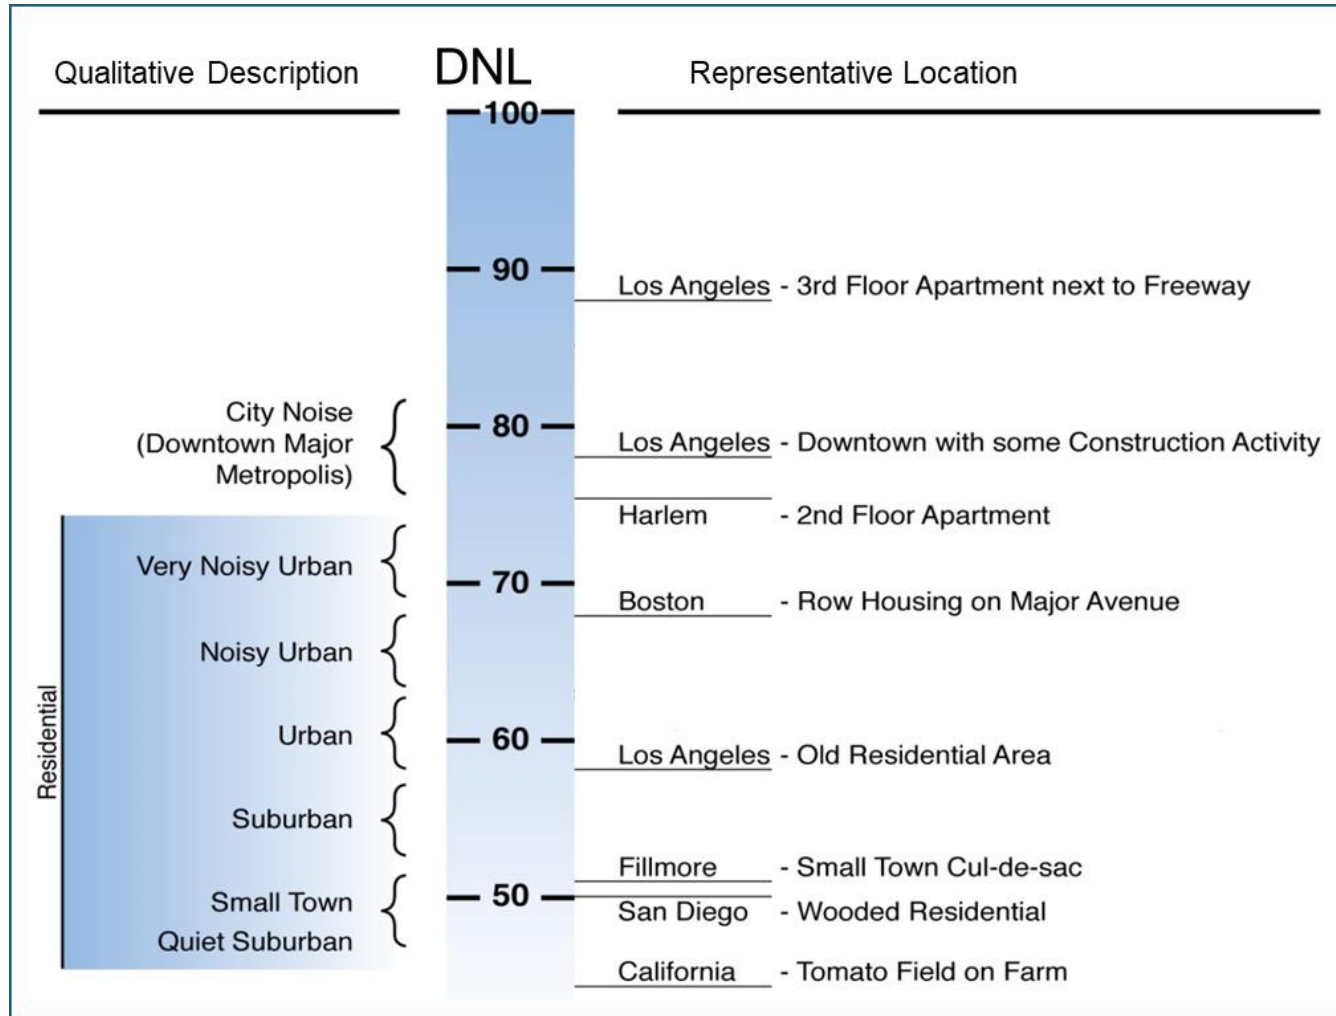 Qualitative Description
DNL
Representative Location
100
90
Los Angeles - 3rd Floor Apartment next to Freeway
City Noise
(Downtown Major
Metropolis)
80
Los Angeles - Downtown with some Construction Activity
Harlem - 2nd Floor Apartment
Very Noisy Urban
70
Boston - Row Housing on Major Avenue
Noisy Urban
Residential
Urban
60
Los Angeles - Old Residential Area
Suburban
Fillmore - Small Town Cul-de-sac
Small Town
50
San Diego - Wooded Residential
Quiet Suburban
California - Tomato Field on Farm